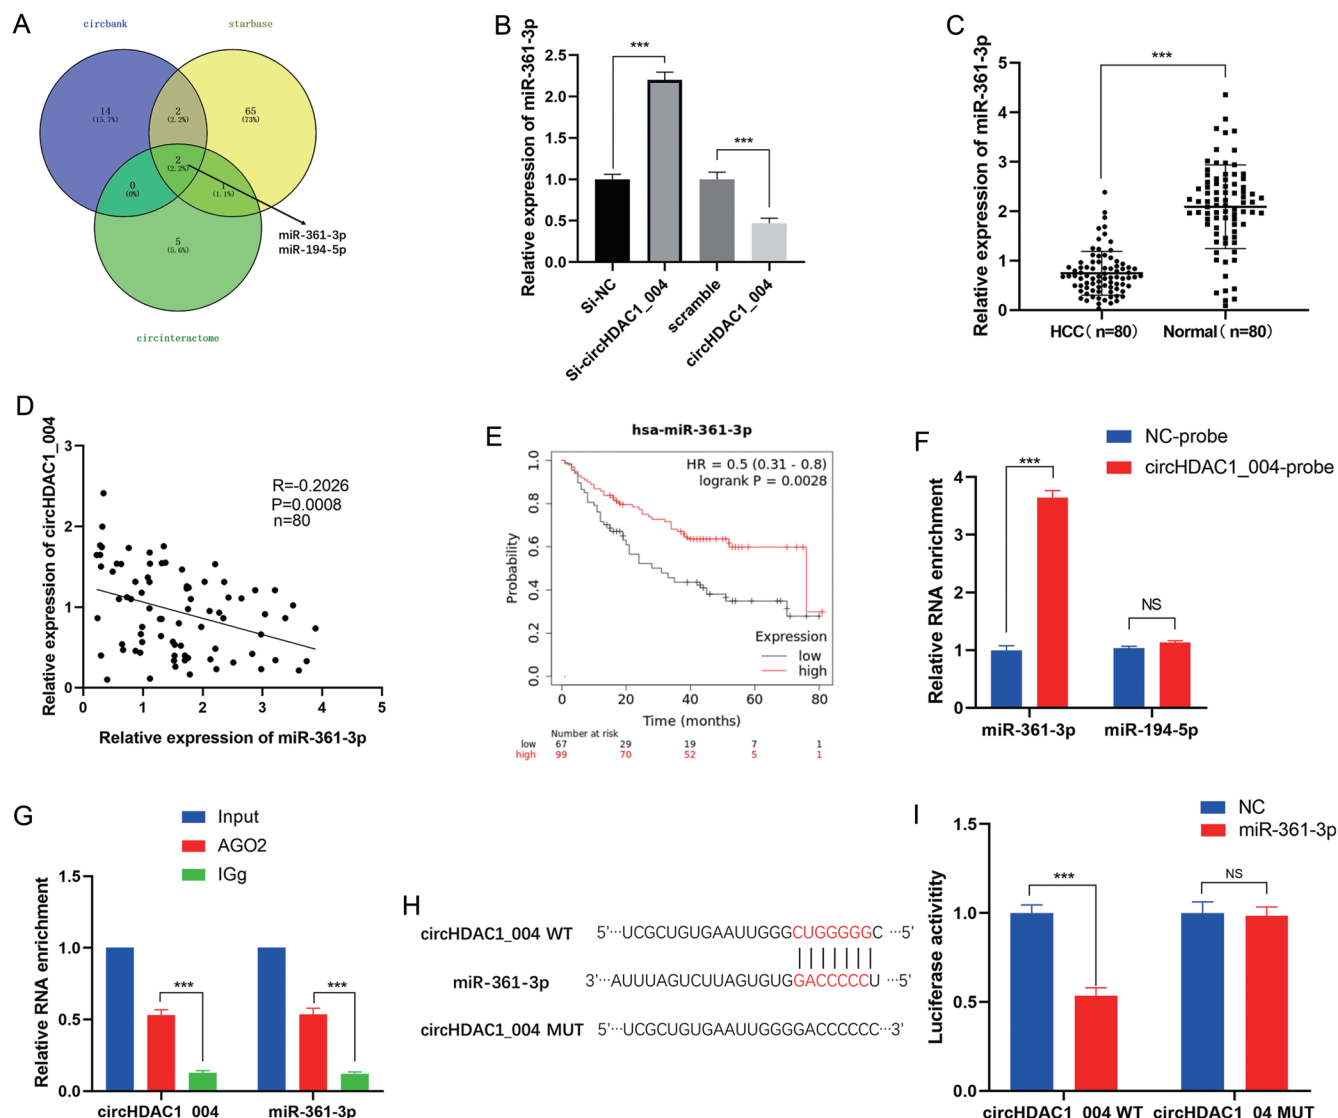 A
circbank
starbase
14
(15.7%)
2
(2.2%)
65
(73%)
2
(2.2%)
0
(0%)
1
(1.1%)
5
(5.6%)
miR-361-3p
miR-194-5p
circinteractome
B
Relative expression of miR-361-3p
2.5
2.0
1.5
1.0
0.5
0.0
***
***
Si-NC
Si-circHDAC1_004
scramble
circHDAC1_004
C
Relative expression of miR-361-3p
5
4
3
2
1
0
***
HCC( n=80)
Normal( n=80)
D
Relative expression of circHDAC1_004
3
2
1
0
R=-0.2026
P=0.0008
n=80
0 1 2 3 4 5
Relative expression of miR-361-3p
E
hsa-miR-361-3p
HR = 0.5 (0.31 - 0.8)
logrank P = 0.0028
Probability
1.0
0.8
0.6
0.4
0.2
0.0
Expression
low
high
0 20 40 60 80
Time (months)
Number at risk
low 67 29 19 7 1
high 99 70 52 5 1
F
NC-probe
circHDAC1_004-probe
Relative RNA enrichment
4
3
2
1
0
***
NS
miR-361-3p
miR-194-5p
G
Input
AGO2
IGg
Relative RNA enrichment
1.5
1.0
0.5
0.0
***
***
circHDAC1_004
miR-361-3p
H
circHDAC1_004 WT 5'···UCGCUGUGAAUUGGGCUGGGGGC ···5'
miR-361-3p 3'···AUUUAGUCUUAGUGUGGACCCCCU ···5'
circHDAC1_004 MUT 5'···UCGCUGUGAAUUGGGGACCCCCC···3'
I
NC
miR-361-3p
Luciferase activitity
1.5
1.0
0.5
0.0
***
NS
circHDAC1_004 WT
circHDAC1_04 MUT